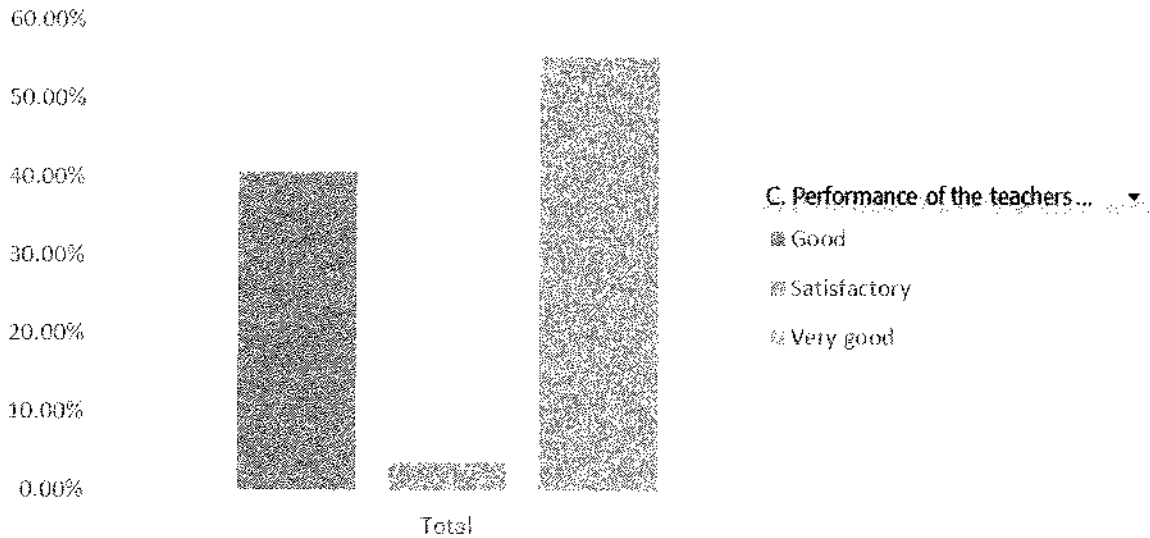 60.00%
50.00%
40.00%
30.00%
20.00%
10.00%
0.00%
Total
C. Performance of the teachers...
Good
Satisfactory
Very good